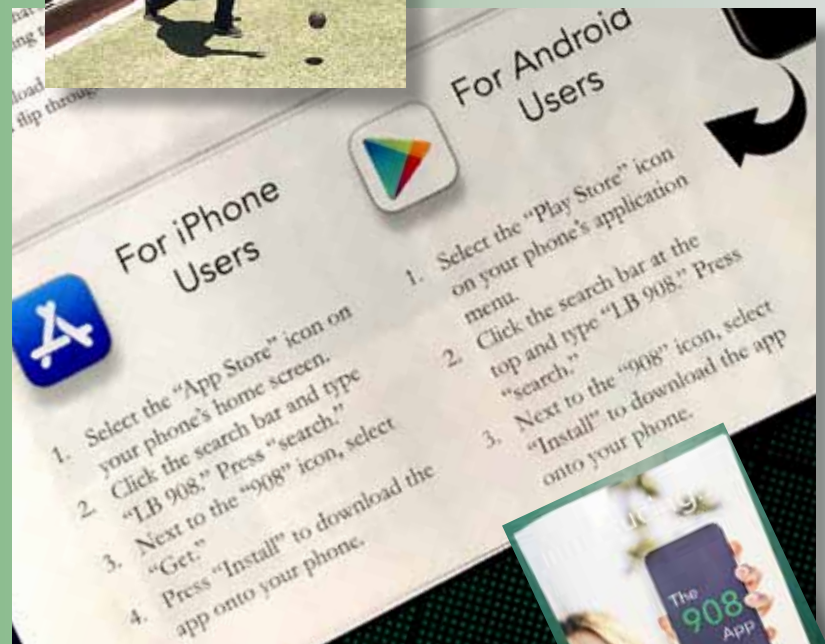 For iPhone
Users
1. Select the “App Store” icon on
your phone’s home screen.
2. Click the search bar and type
“LB 908.” Press “search.”
3. Next to the “908” icon, select
“Get.”
4. Press “Install” to download the
app onto your phone.
For Android
Users
1. Select the “Play Store” icon
on your phone’s application
menu.
2. Click the search bar at the
top and type “LB 908.” Press
“search.”
3. Next to the “908” icon, select
“Install” to download the app
onto your phone.
flip through
The
908
App